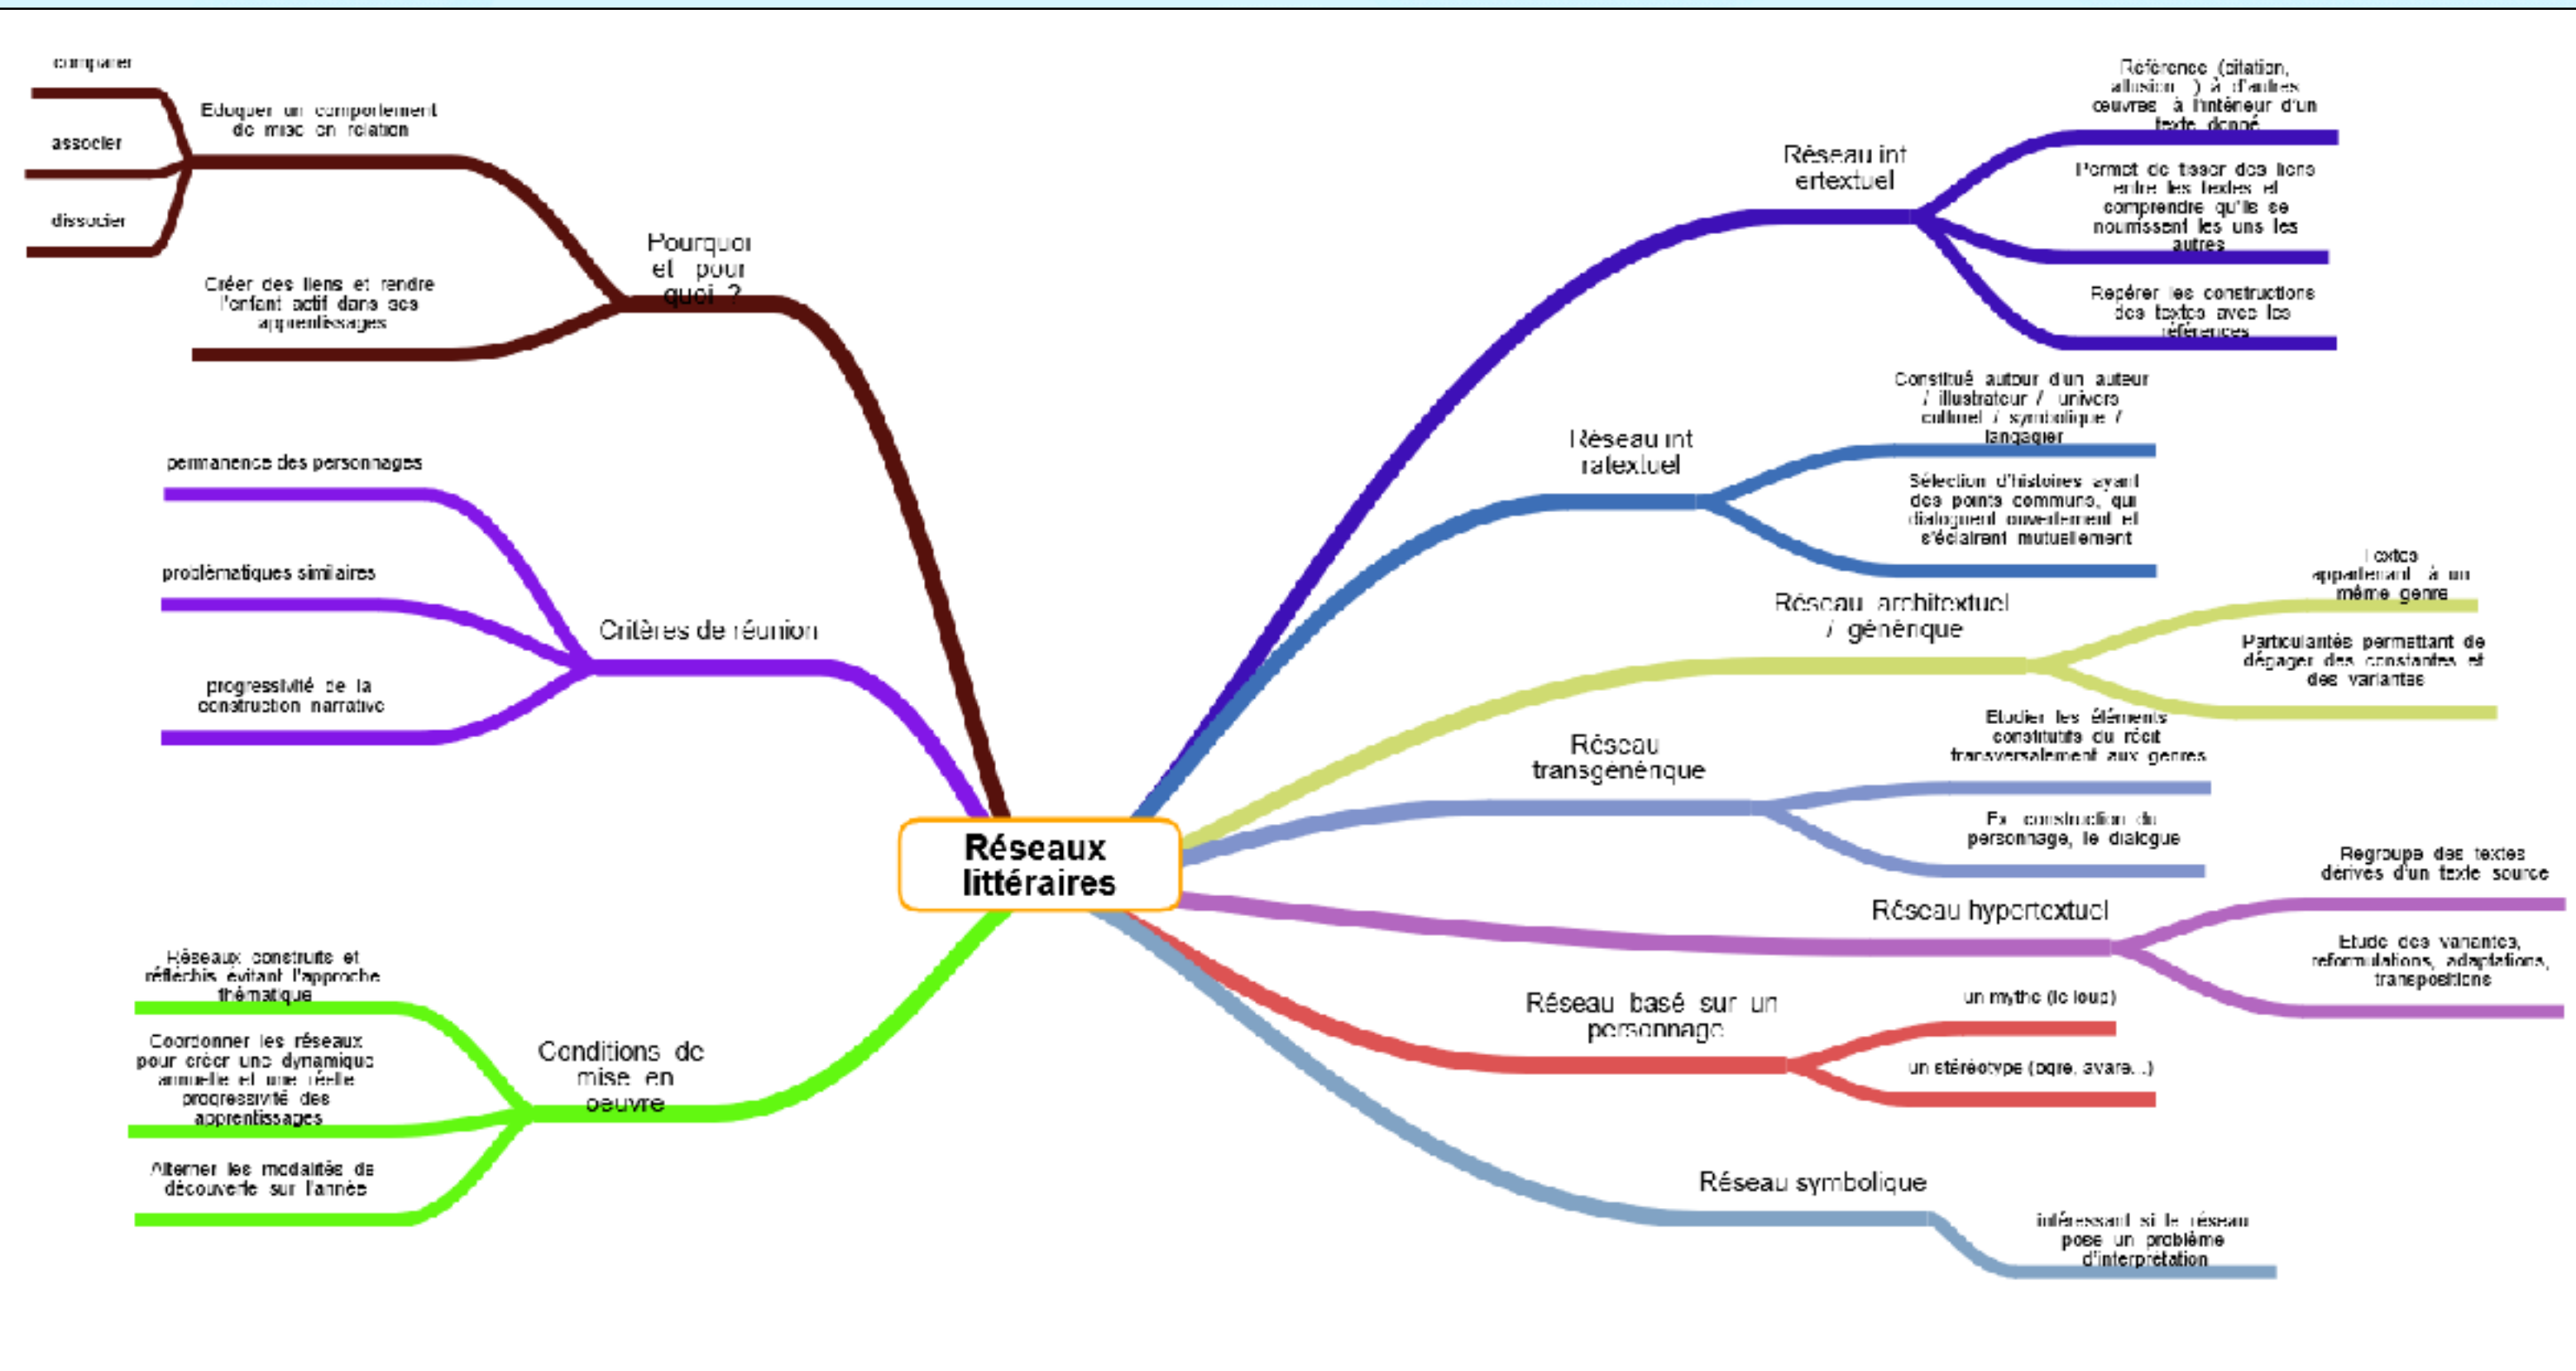 comparer
associer
dissocier
Eduquer un comportement
de mise en relation
Créer des liens et rendre
l'enfant actif dans ses
apprentissages
Pourquoi
et pour
quoi ?
permanence des personnages
problématiques similaires
progressivité de la
construction narrative
Critères de réunion
Réseaux
littéraires
Réseaux construits et
réfléchis évitant l'approche
thématique
Coordonner les réseaux
pour créer une dynamique
annuelle et une réelle
progressivité des
apprentissages
Alterner les modalités de
découverte sur l'année
Conditions de
mise en
oeuvre
Réseau int
ertextuel
Référence (citation,
allusion ) à d'autres
œuvres à l'intérieur d'un
texte donné
Permet de tisser des liens
entre les textes et
comprendre qu'ils se
nourrissent les uns les
autres
Repérer les constructions
des textes avec les
références
Réseau int
ratextuel
Constitué autour d'un auteur
/ illustrateur / univers
culturel / symbolique /
langagier
Sélection d'histoires ayant
des points communs, qui
dialoguent ouvertement et
s'éclairent mutuellement
Réseau architextuel
/ générique
Textes
appartenant à un
même genre
Particularités permettant de
dégager des constantes et
des variantes
Réseau
transgénérique
Etudier les éléments
constitutifs du récit
transversalement aux genres
Ex construction du
personnage, le dialogue
Réseau hypertextuel
Regroupe des textes
dérivés d'un texte source
Etude des variantes,
reformulations, adaptations,
transpositions
Réseau basé sur un
personnage
un mythe (le loup)
un stéréotype (ogre, avare...)
Réseau symbolique
intéressant si le réseau
pose un problème
d'interprétation